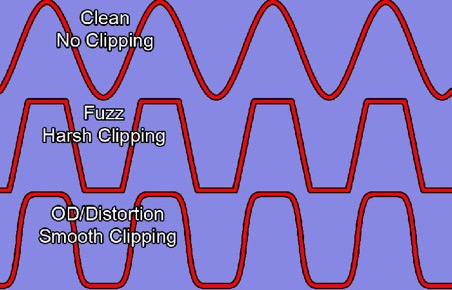 Clean
No Clipping
Fuzz
Harsh Clipping
OD/Distortion
Smooth Clipping